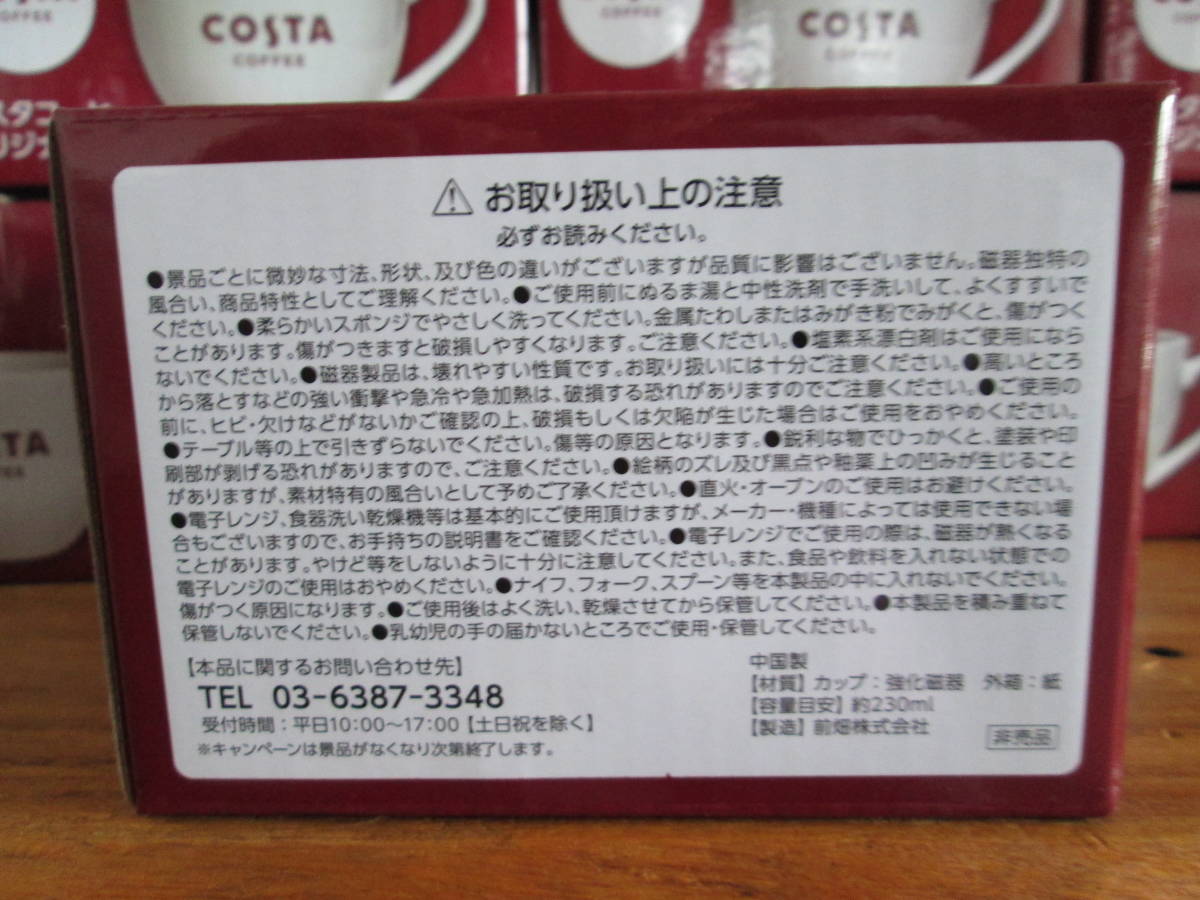 COSTA
COFFEE
COSTA
COFFEE
COSTA
COFFEE
お取り扱い上の注意
必ずお読みください。
●景品ごとに微妙な寸法、形状、及び色の違いがございますが品質に影響はございません。磁器独特の
風合い、商品特性としてご理解ください。●ご使用前にぬるま湯と中性洗剤で手洗いして、よくすすいで
ください。●柔らかいスポンジでやさしく洗ってください。金属たわしまたはみがき粉でみがくと、傷がつく
ことがあります。傷がつきますと破損しやすくなります。ご注意ください。●塩素系漂白剤はご使用になら
ないでください。●磁器製品は、壊れやすい性質です。お取り扱いには十分ご注意ください。●高いところ
から落とすなどの強い衝撃や急冷や急加熱は、破損する恐れがありますのでご注意ください。●ご使用の
前に、ヒビ・欠けなどがないかご確認の上、破損もしくは欠陥が生じた場合はご使用をおやめください。
●テーブル等の上で引きずらないでください。傷等の原因となります。●鋭利な物でひっかくと、塗装や印
刷部が剥げる恐れがありますので、ご注意ください。●絵柄のズレ及び黒点や釉薬上の凹みが生じること
がありますが、素材特有の風合いとして予めご了承ください。●直火・オーブンのご使用はお避けください。
●電子レンジ、食器洗い乾燥機等は基本的にご使用頂けますが、メーカー・機種によっては使用できない場
合もございますので、お手持ちの説明書をご確認ください。●電子レンジでご使用の際は、磁器が熱くなる
ことがあります。やけど等をしないように十分に注意してください。また、食品や飲料を入れない状態での
電子レンジのご使用はおやめください。●ナイフ、フォーク、スプーン等を本製品の中に入れないでください。
傷がつく原因になります。●ご使用後はよく洗い、乾燥させてから保管してください。●本製品を積み重ねて
保管しないでください。●乳幼児の手の届かないところでご使用・保管してください。
【本品に関するお問い合わせ先】
TEL 03-6387-3348
受付時間：平日10:00～17:00【土日祝を除く】
※キャンペーンは景品がなくなり次第終了します。
中国製
【材質】カップ：強化磁器 外箱：紙
【容量目安】約230ml
【製造】前畑株式会社
非売品